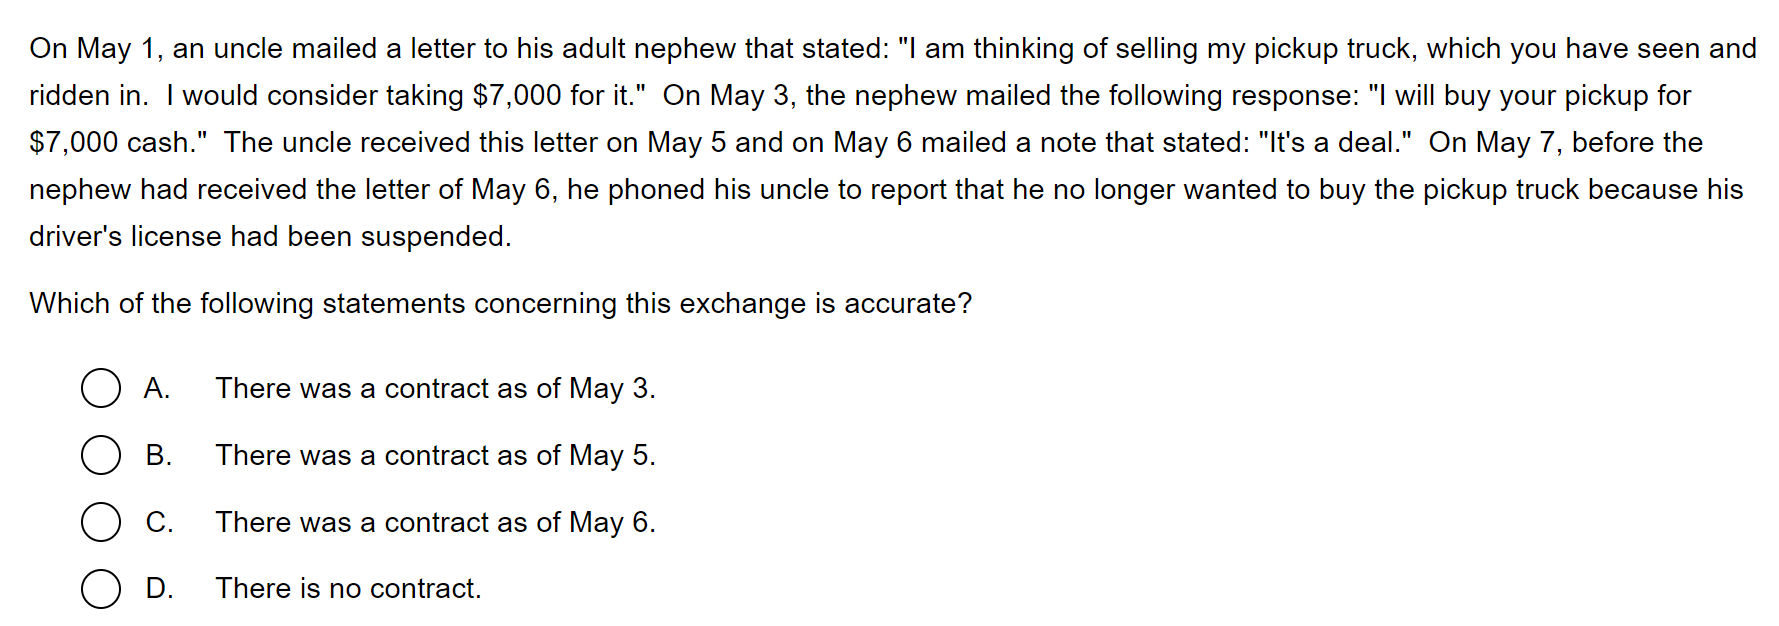 On May 1, an uncle mailed a letter to his adult nephew that stated: "I am thinking of selling my pickup truck, which you have seen and
ridden in.  I would consider taking $7,000 for it."  On May 3, the nephew mailed the following response: "I will buy your pickup for
$7,000 cash."  The uncle received this letter on May 5 and on May 6 mailed a note that stated: "It's a deal."  On May 7, before the
nephew had received the letter of May 6, he phoned his uncle to report that he no longer wanted to buy the pickup truck because his
driver's license had been suspended.
Which of the following statements concerning this exchange is accurate?
A. There was a contract as of May 3.
B. There was a contract as of May 5.
C. There was a contract as of May 6.
D. There is no contract.